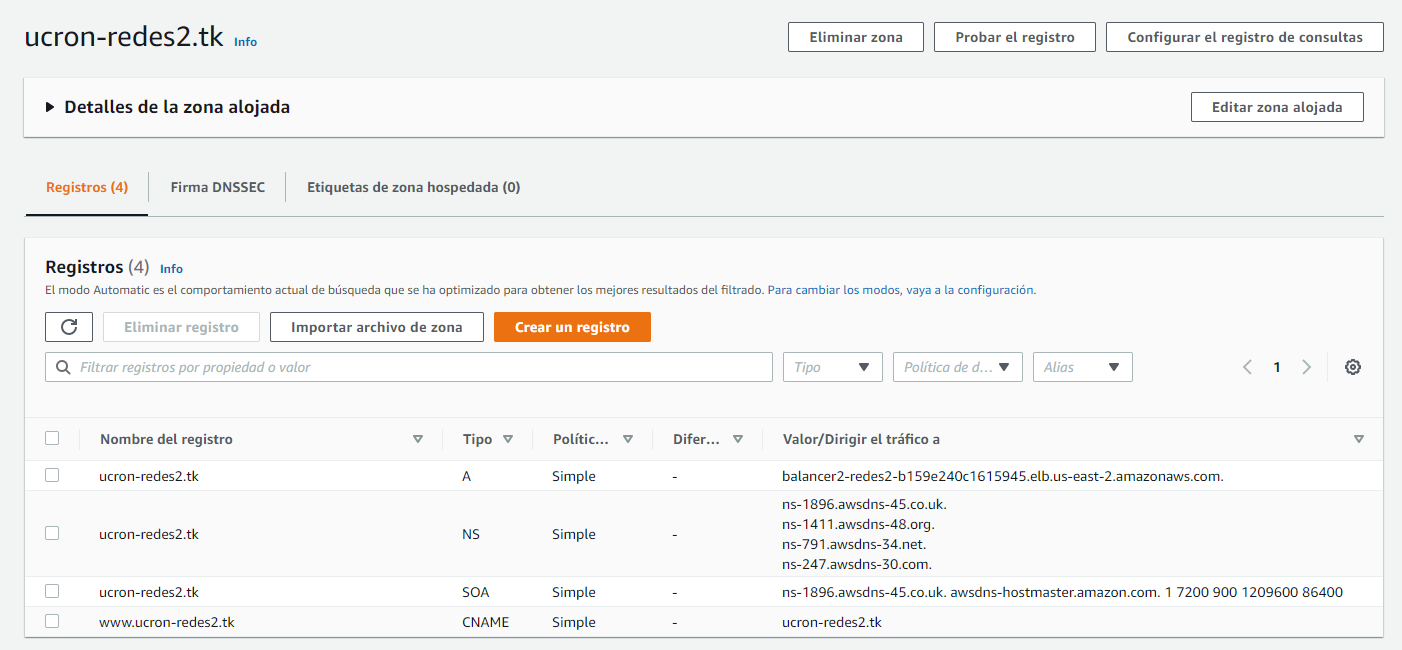 ucron-redes2.tk Info
Eliminar zona
Probar el registro
Configurar el registro de consultas
Detalles de la zona alojada
Editar zona alojada
Registros (4)
Firma DNSSEC
Etiquetas de zona hospedada (0)
Registros (4) Info
El modo Automatic es el comportamiento actual de búsqueda que se ha optimizado para obtener los mejores resultados del filtrado. Para cambiar los modos, vaya a la configuración.
Eliminar registro
Importar archivo de zona
Crear un registro
Filtrar registros por propiedad o valor
Tipo
Política de d...
Alias
1
Nombre del registro Tipo Polític... Difer... Valor/Dirigir el tráfico a
ucron-redes2.tk A Simple - balancer2-redes2-b159e240c1615945.elb.us-east-2.amazonaws.com.
ns-1896.awsdns-45.co.uk.
ns-1411.awsdns-48.org.
ucron-redes2.tk NS Simple -
ns-791.awsdns-34.net.
ns-247.awsdns-30.com.
ucron-redes2.tk SOA Simple - ns-1896.awsdns-45.co.uk. awsdns-hostmaster.amazon.com. 1 7200 900 1209600 86400
www.ucron-redes2.tk CNAME Simple - ucron-redes2.tk